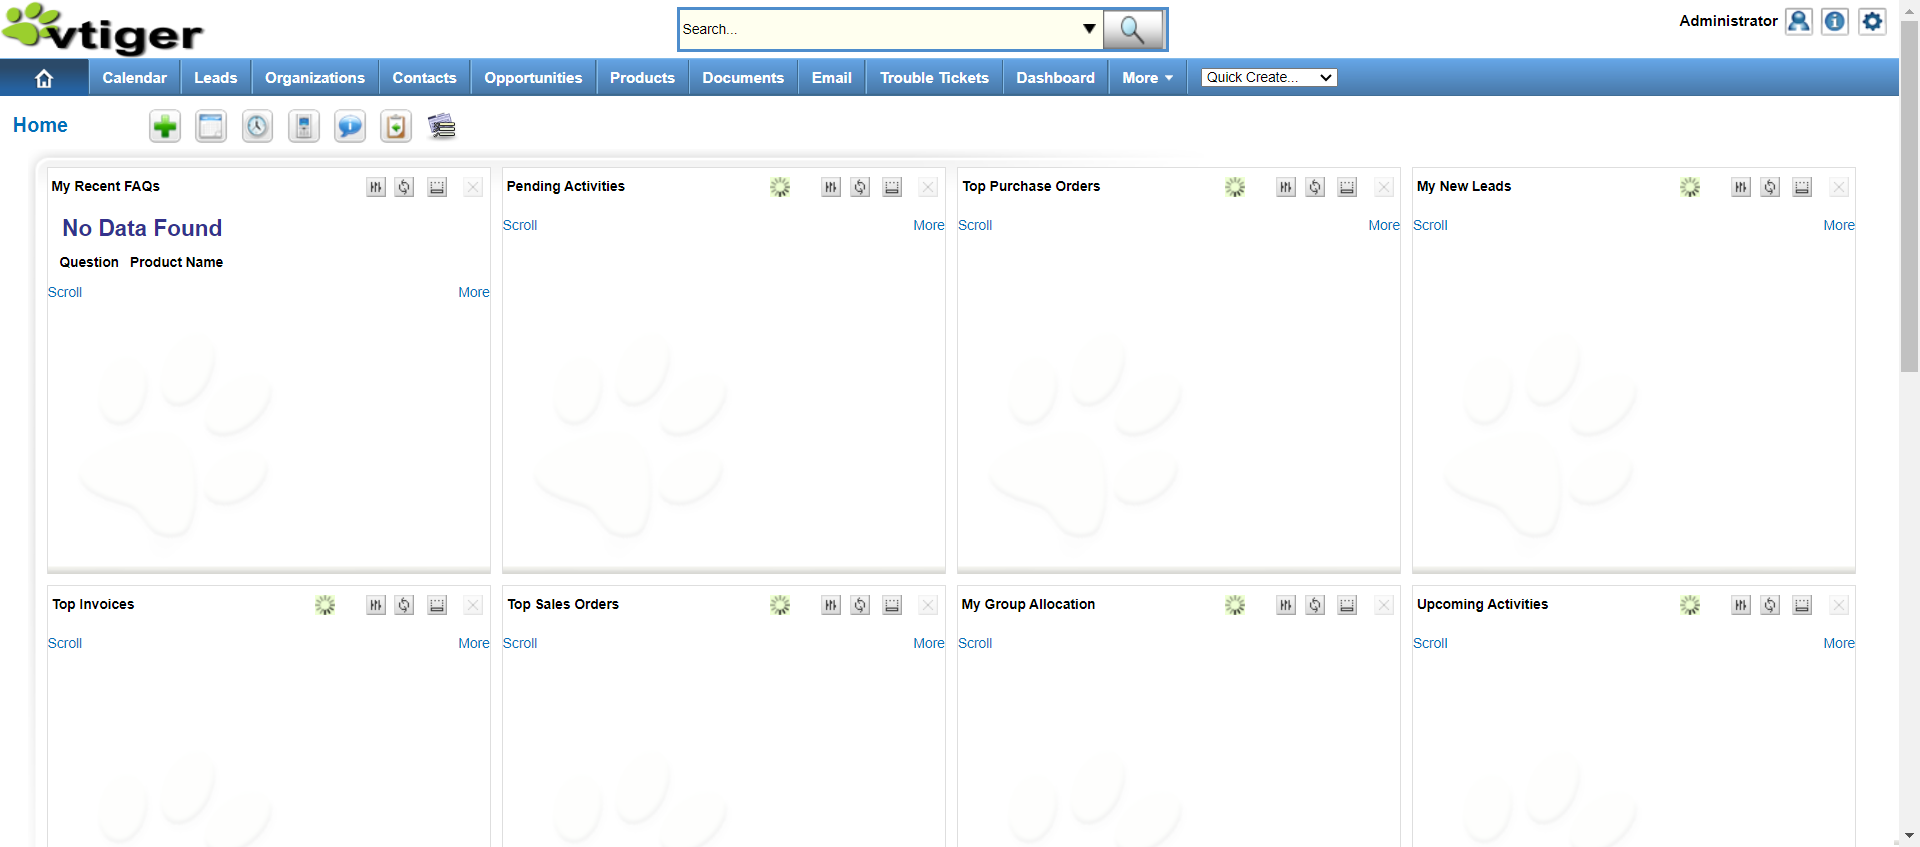 vtiger
Search...
Administrator
Calendar Leads Organizations Contacts Opportunities Products Documents Email Trouble Tickets Dashboard More Quick Create...
Home
My Recent FAQs Pending Activities Top Purchase Orders My New Leads
No Data Found
Question Product Name
Scroll More
Scroll More
Scroll More
Scroll More
Top Invoices Top Sales Orders My Group Allocation Upcoming Activities
Scroll More Scroll More Scroll More Scroll More